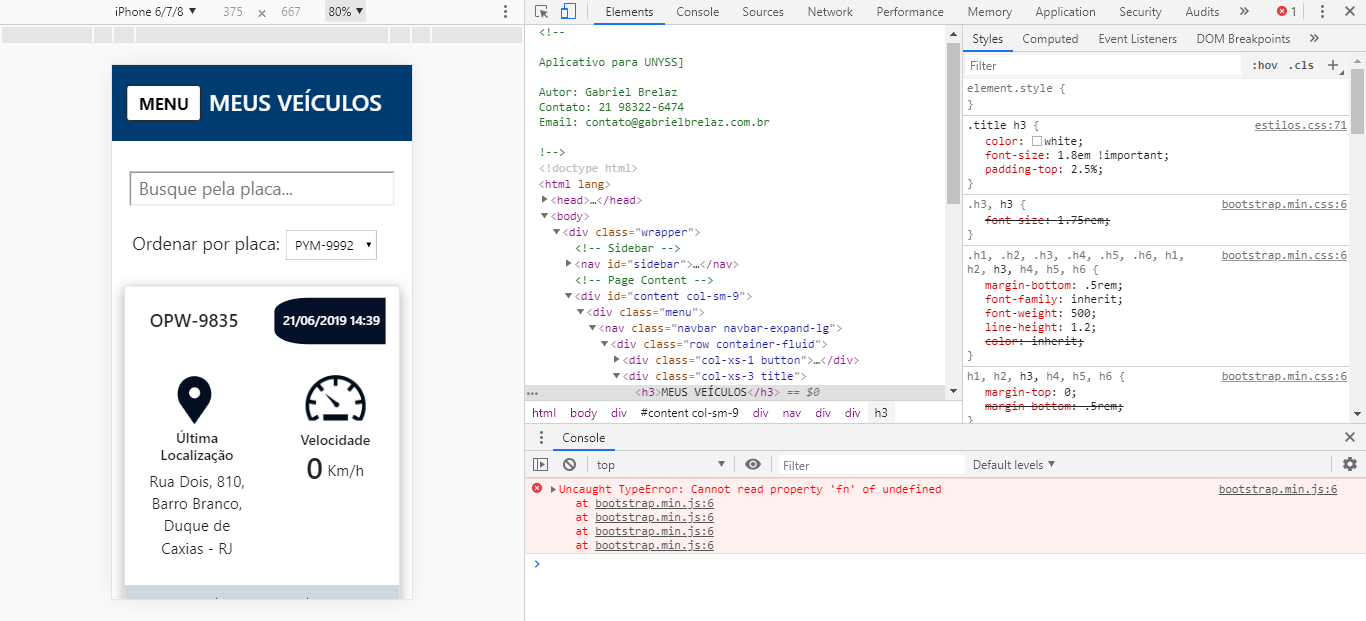 iPhone 6/7/8 ▼ 375 × 667 80% ▼
Elements Console Sources Network Performance Memory Application Security Audits » 1
MENU MEUS VEÍCULOS
Busque pela placa...
Ordenar por placa: PYM-9992
OPW-9835 21/06/2019 14:39
Última
Localização
Rua Dois, 810,
Barro Branco,
Duque de
Caxias - RJ
Velocidade
0 Km/h
<!--
Aplicativo para UNYSS]
Autor: Gabriel Brelaz
Contato: 21 98322-6474
Email: contato@gabrielbrelaz.com.br
!-->
<!doctype html>
<html lang>
<head>…</head>
<body>
<div class="wrapper">
<!-- Sidebar -->
<nav id="sidebar">…</nav>
<!-- Page Content -->
<div id="content col-sm-9">
<div class="menu">
<nav class="navbar navbar-expand-lg">
<div class="row container-fluid">
<div class="col-xs-1 button">…</div>
<div class="col-xs-3 title">
... <h3>MEUS VEÍCULOS</h3> == $0
html body div #content col-sm-9 div nav div div h3
Styles Computed Event Listeners DOM Breakpoints »
Filter :hov .cls +
element.style {
}
.title h3 { estilos.css:71
color: white;
font-size: 1.8em !important;
padding-top: 2.5%;
}
.h3, h3 { bootstrap.min.css:6
font-size: 1.75rem;
}
.h1, .h2, .h3, .h4, .h5, .h6, h1, bootstrap.min.css:6
h2, h3, h4, h5, h6 {
margin-bottom: .5rem;
font-family: inherit;
font-weight: 500;
line-height: 1.2;
color: inherit;
}
h1, h2, h3, h4, h5, h6 { bootstrap.min.css:6
margin-top: 0;
margin-bottom: .5rem;
}
Console
top ▼ Filter Default levels ▼
Uncaught TypeError: Cannot read property 'fn' of undefined bootstrap.min.js:6
at bootstrap.min.js:6
at bootstrap.min.js:6
at bootstrap.min.js:6
at bootstrap.min.js:6
>